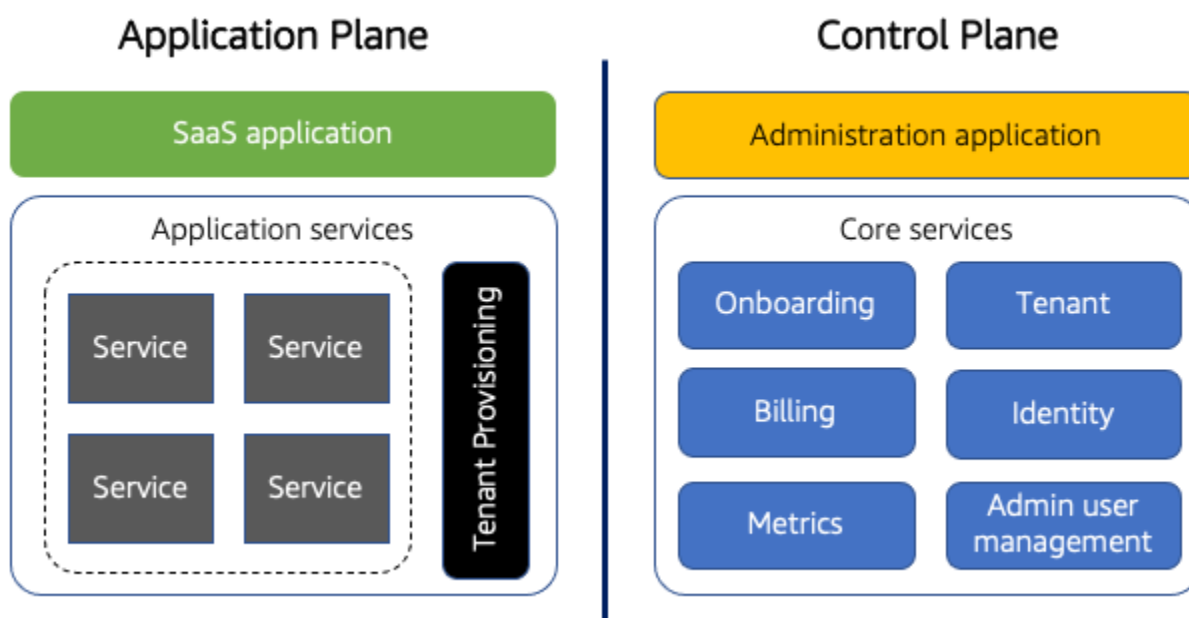 Application Plane
SaaS application
Application services
Service
Service
Service
Service
Tenant Provisioning
Control Plane
Administration application
Core services
Onboarding
Tenant
Billing
Identity
Metrics
Admin user
management